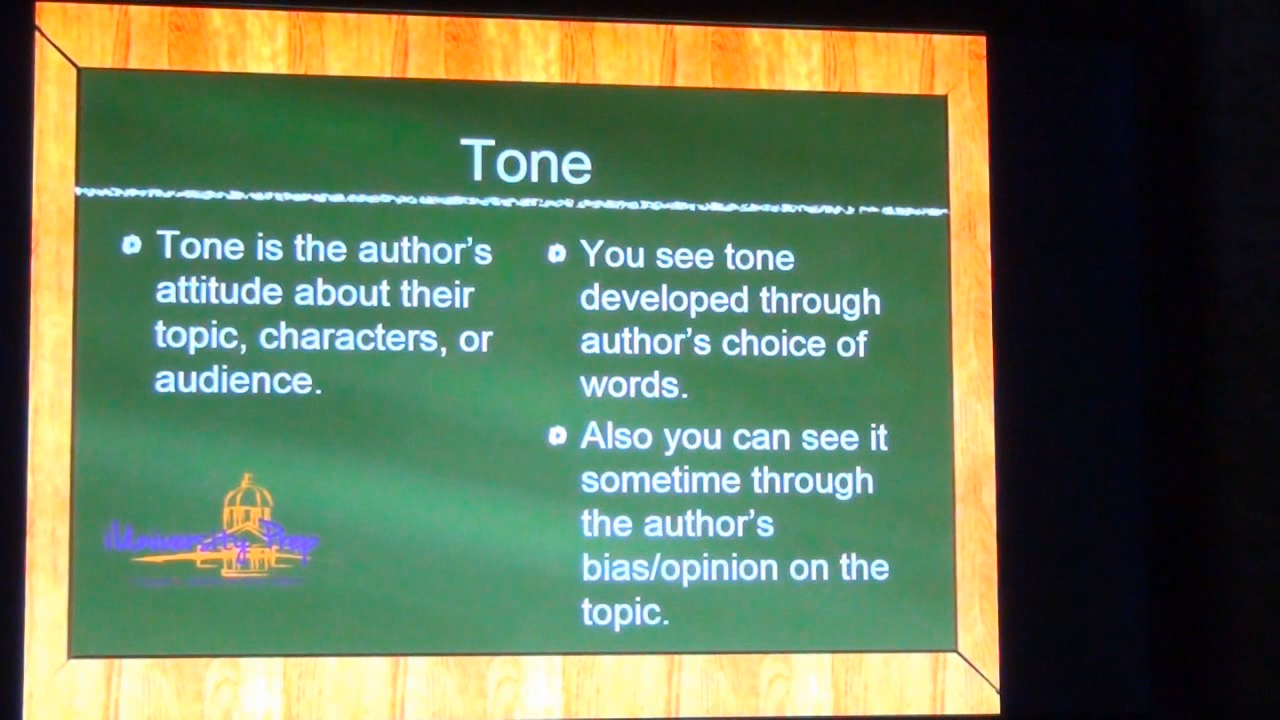 Tone
Tone is the author's
attitude about their
topic, characters, or
audience.
You see tone
developed through
author's choice of
words.
Also you can see it
sometime through
the author's
bias/opinion on the
topic.
iUniversity Prep